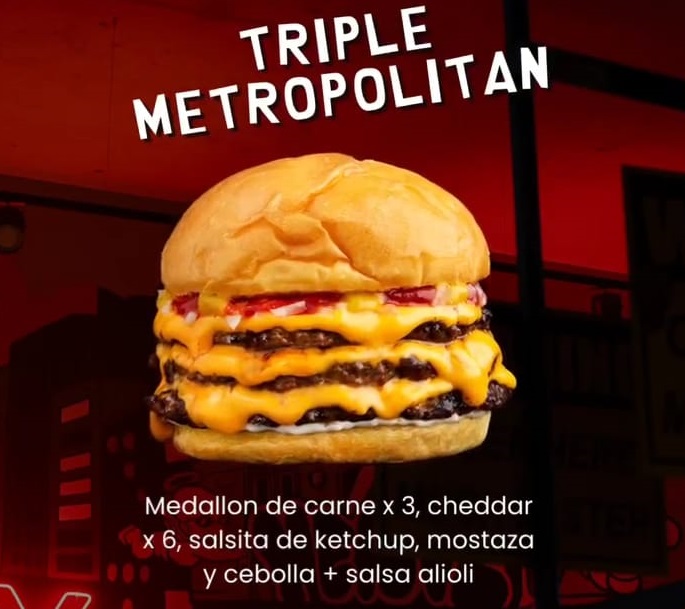 TRIPLE
METROPOLITAN
Medallon de carne x 3, cheddar
x 6, salsita de ketchup, mostaza
y cebolla + salsa alioli